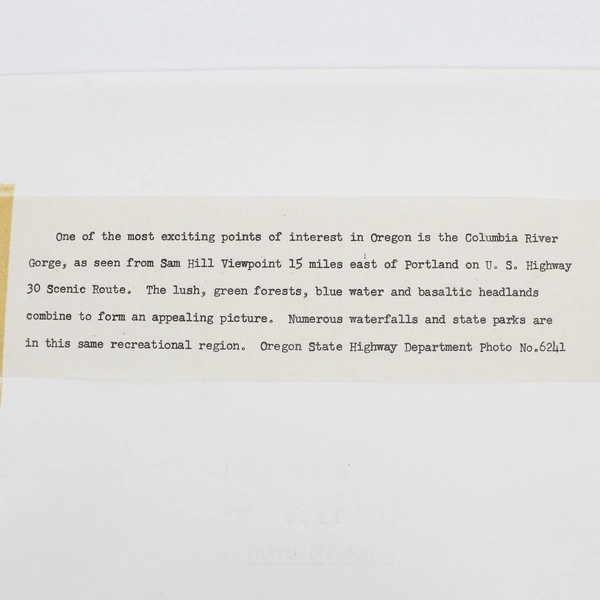 One of the most exciting points of interest in Oregon is the Columbia River
Gorge, as seen from Sam Hill Viewpoint 15 miles east of Portland on U. S. Highway
30 Scenic Route.  The lush, green forests, blue water and basaltic headlands
combine to form an appealing picture.  Numerous waterfalls and state parks are
in this same recreational region.  Oregon State Highway Department Photo No.6241